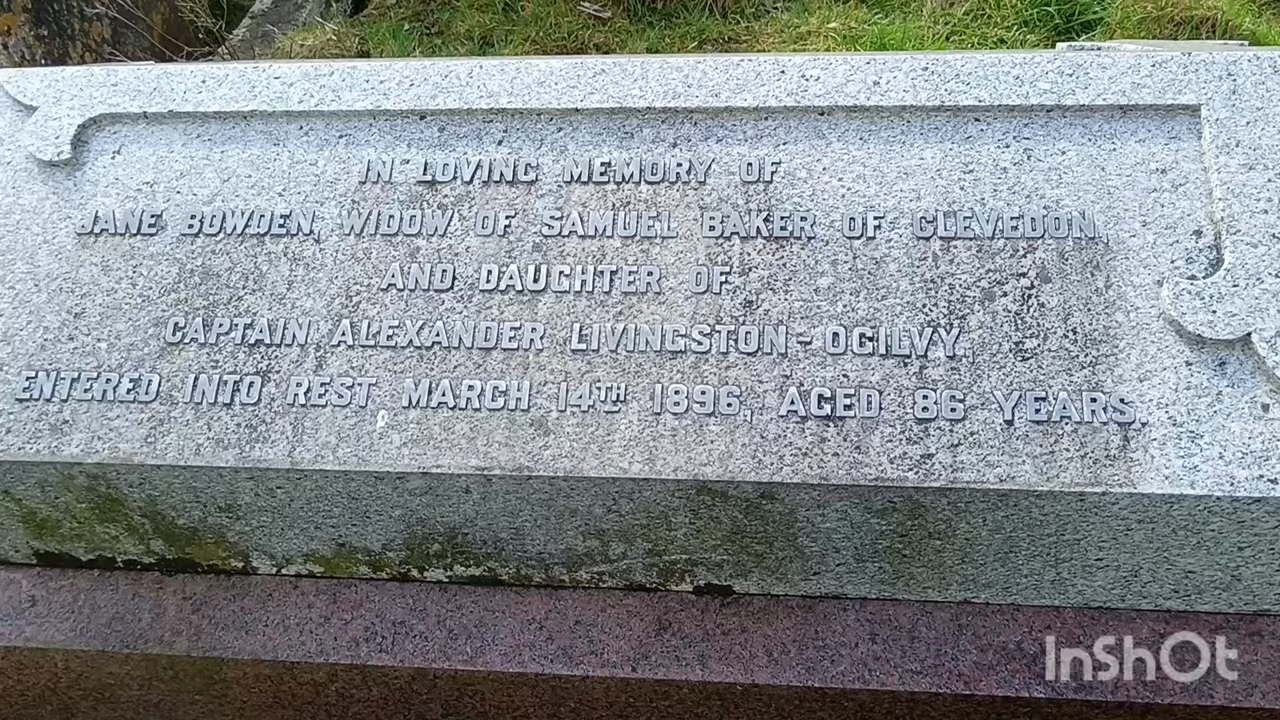 IN LOVING MEMORY OF
JANE BOWDEN, WIDOW OF SAMUEL BAKER OF CLEVEDON,
AND DAUGHTER OF
CAPTAIN ALEXANDER LIVINGSTON-OGILVY.
ENTERED INTO REST MARCH 14TH 1896, AGED 86 YEARS.
InShOt